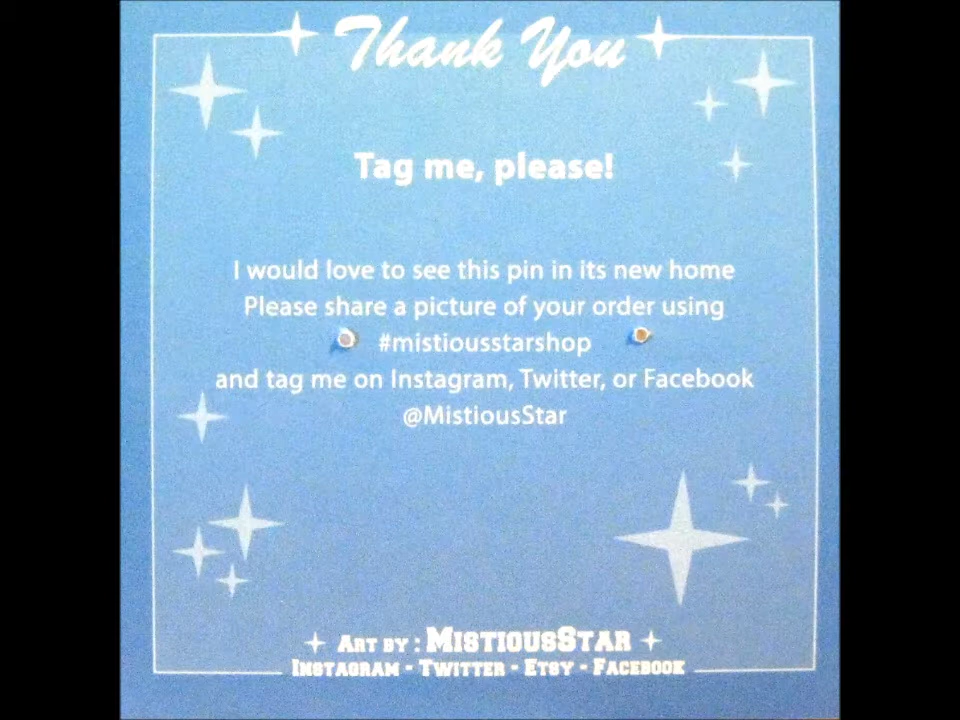 Thank You
Tag me, please!
I would love to see this pin in its new home
Please share a picture of your order using
#mistiousstarshop
and tag me on Instagram, Twitter, or Facebook
@MistiousStar
Art by : MistiousStar
Instagram - Twitter - Etsy - Facebook